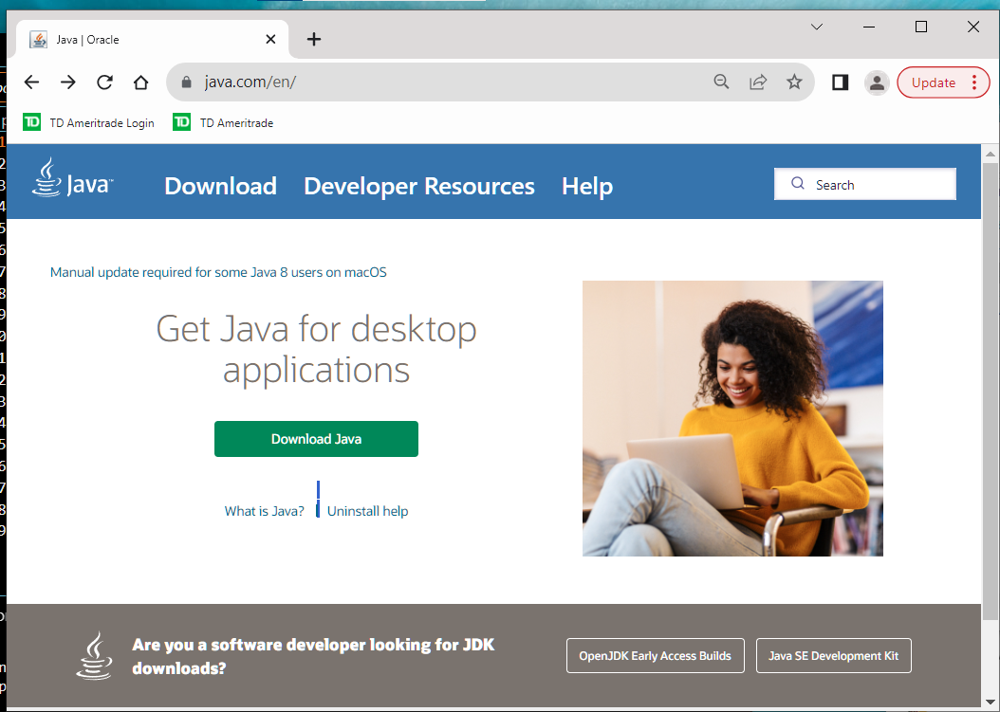 Java | Oracle
java.com/en/
Update
TD Ameritrade Login
TD Ameritrade
Java™
Download
Developer Resources
Help
Search
Manual update required for some Java 8 users on macOS
Get Java for desktop
applications
Download Java
What is Java?
Uninstall help
Are you a software developer looking for JDK
downloads?
OpenJDK Early Access Builds
Java SE Development Kit